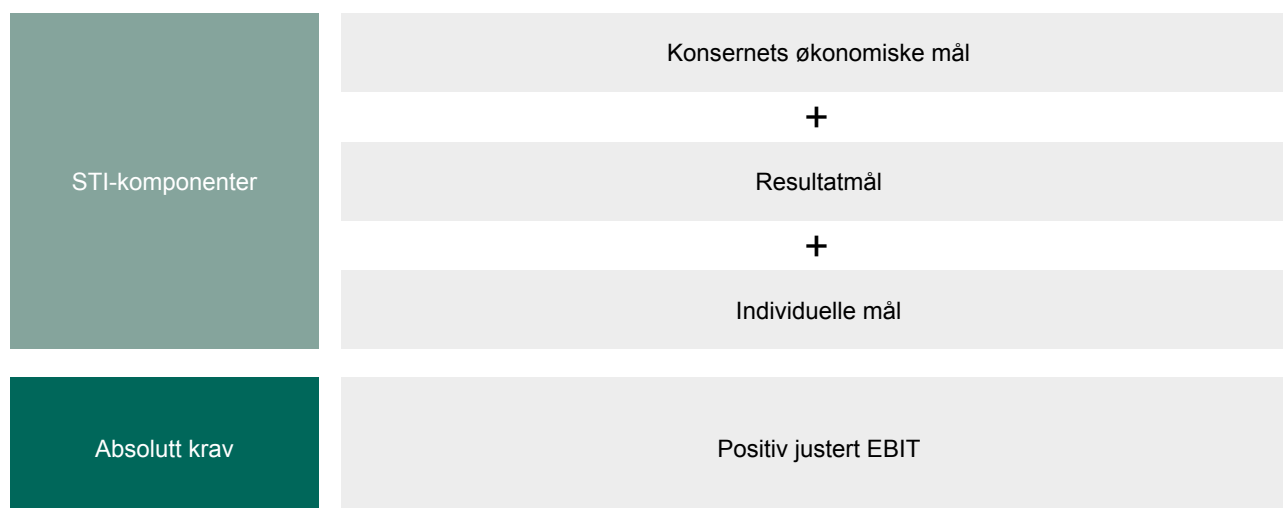 Konsernets økonomiske mål
+
STI-komponenter
Resultatmål
+
Individuelle mål
Absolutt krav
Positiv justert EBIT